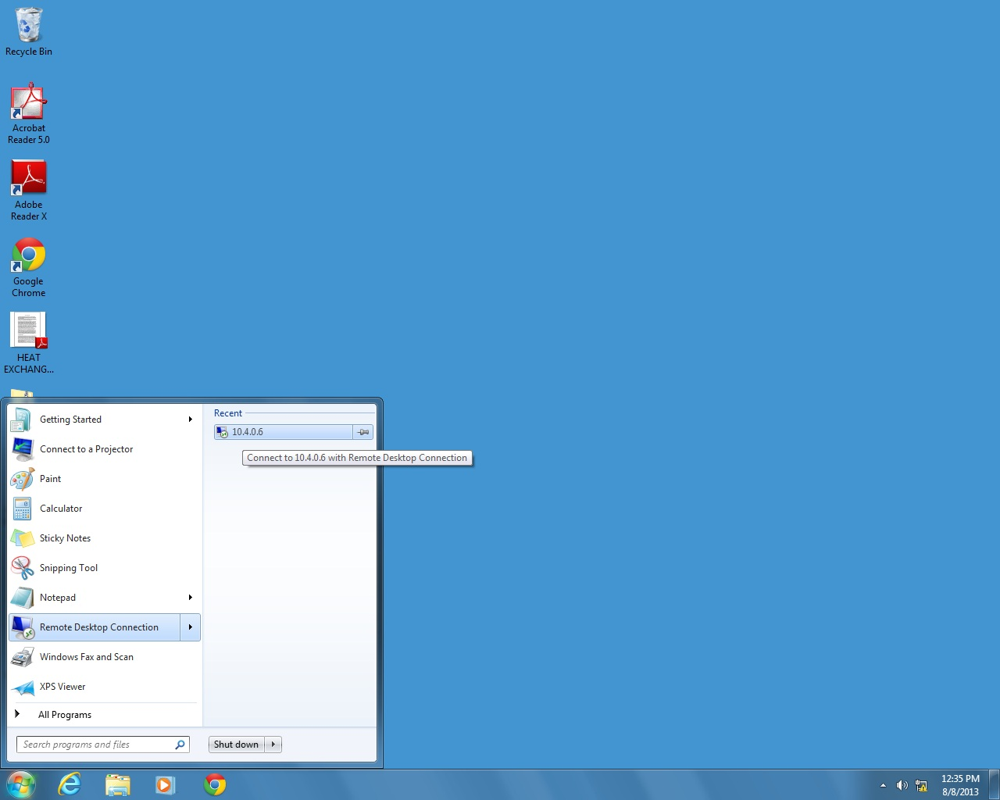 Recycle Bin
Acrobat
Reader 5.0
Adobe
Reader X
Google
Chrome
HEAT
EXCHANG...
Getting Started
Connect to a Projector
Paint
Calculator
Sticky Notes
Snipping Tool
Notepad
Remote Desktop Connection
Windows Fax and Scan
XPS Viewer
All Programs
Search programs and files
Recent
10.4.0.6
Connect to 10.4.0.6 with Remote Desktop Connection
Shut down
12:35 PM
8/8/2013